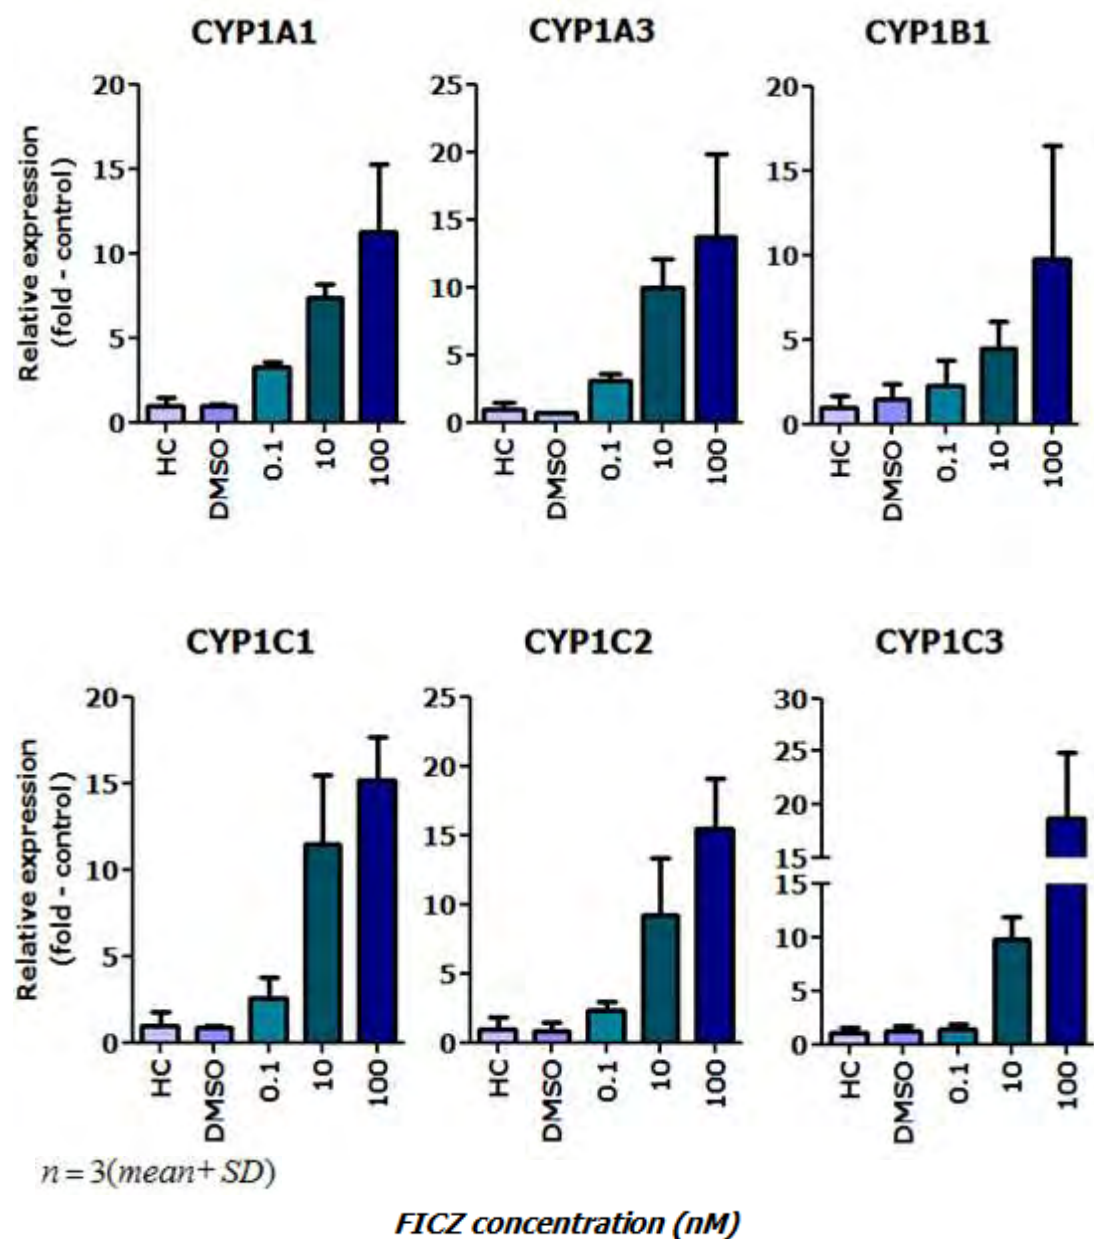 CYP1A1
CYP1A3
CYP1B1
Relative expression
(fold - control)
20
15
10
5
0
HC
DMSO
0.1
10
100
25
20
15
10
5
0
HC
DMSO
0.1
10
100
20
15
10
5
0
HC
DMSO
0.1
10
100
CYP1C1
CYP1C2
CYP1C3
Relative expression
(fold - control)
20
15
10
5
0
HC
DMSO
0.1
10
100
25
20
15
10
5
0
HC
DMSO
0.1
10
100
30
25
20
15
15
10
5
0
HC
DMSO
0.1
10
100
n = 3(mean+ SD)
FICZ concentration (nM)